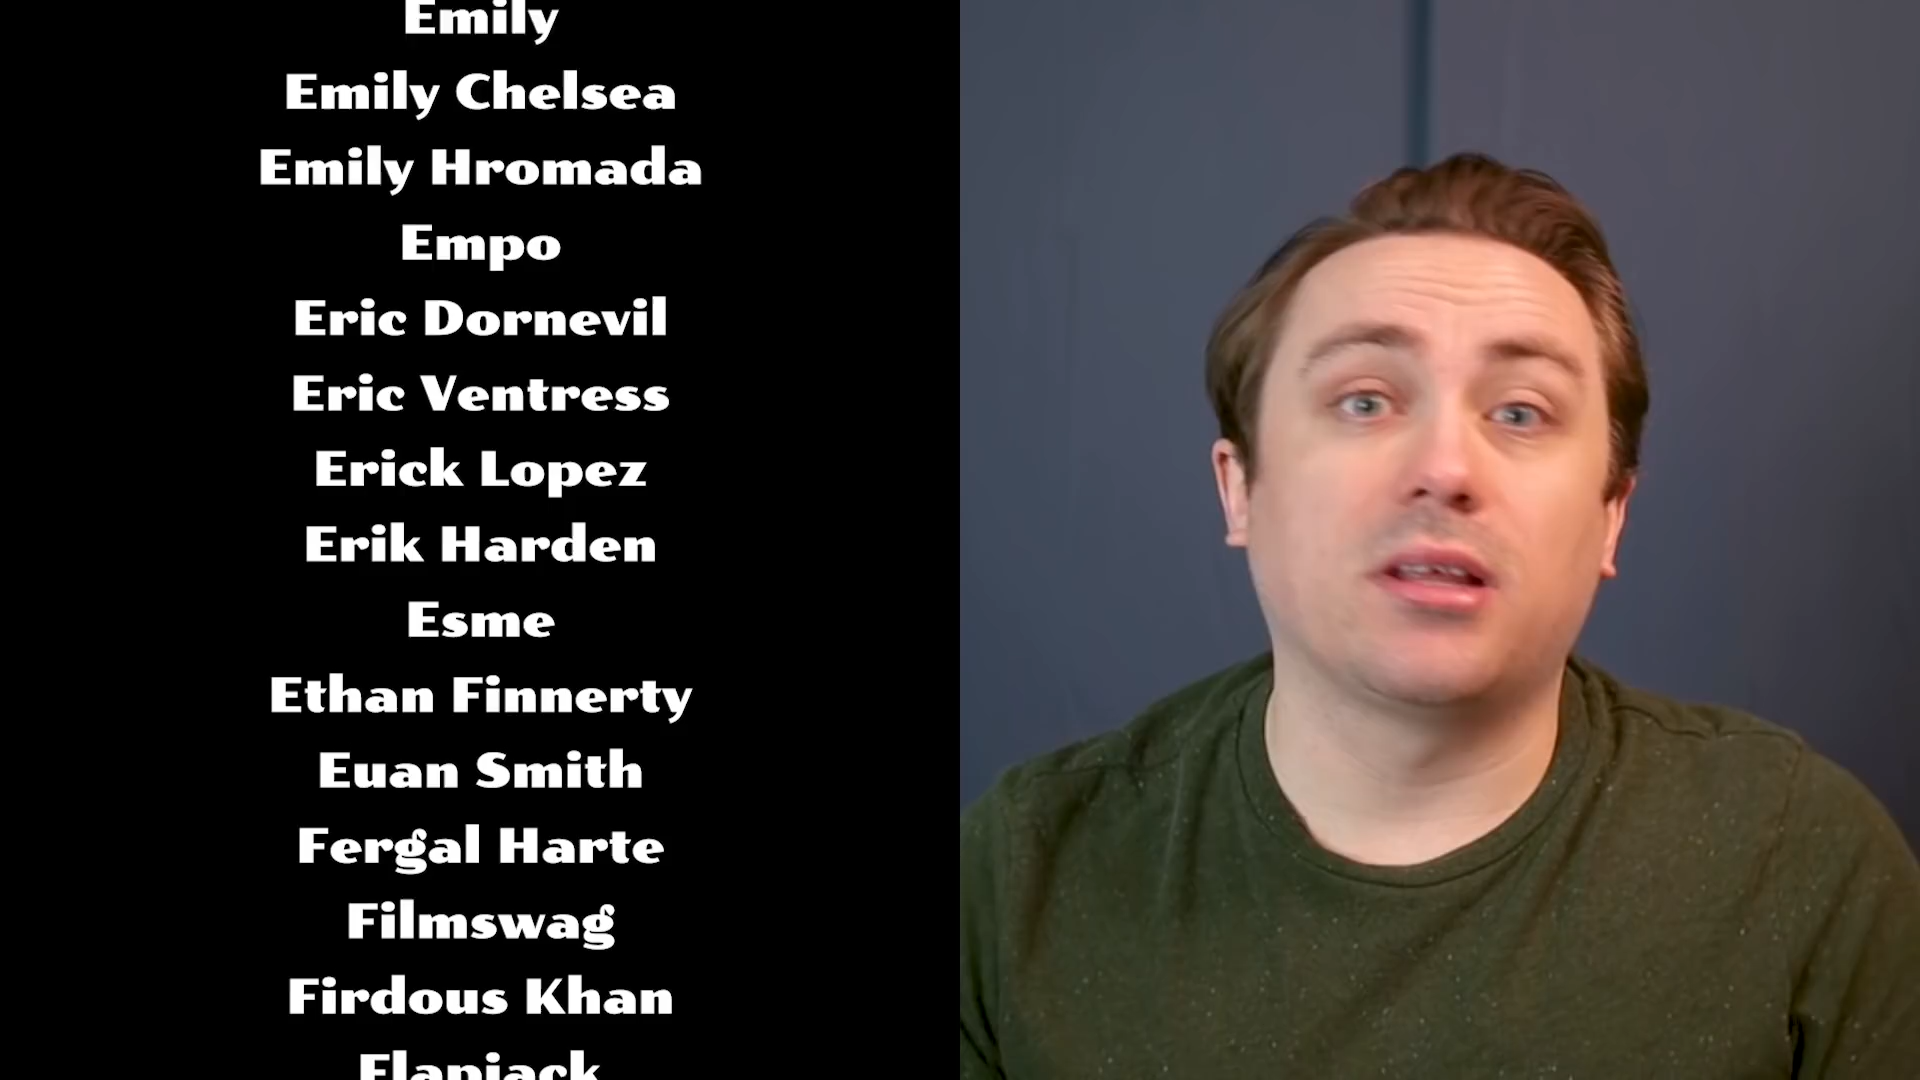 Emily
Emily Chelsea
Emily Hromada
Empo
Eric Dornevil
Eric Ventress
Erick Lopez
Erik Harden
Esme
Ethan Finnerty
Euan Smith
Fergal Harte
Filmswag
Firdous Khan
Flapjack